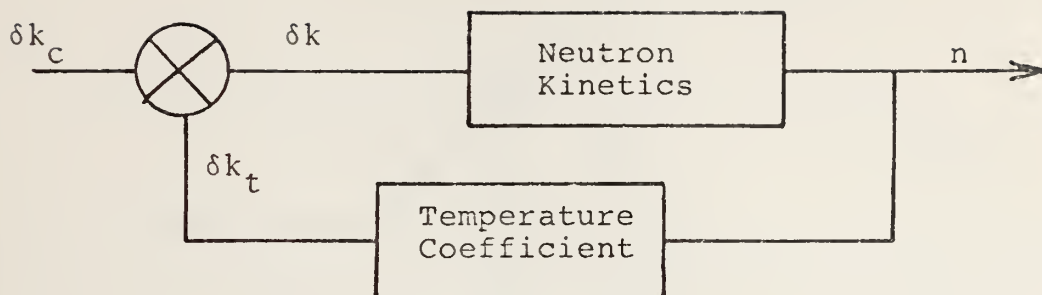 δk_c
δk
Neutron
Kinetics
n
δk_t
Temperature
Coefficient